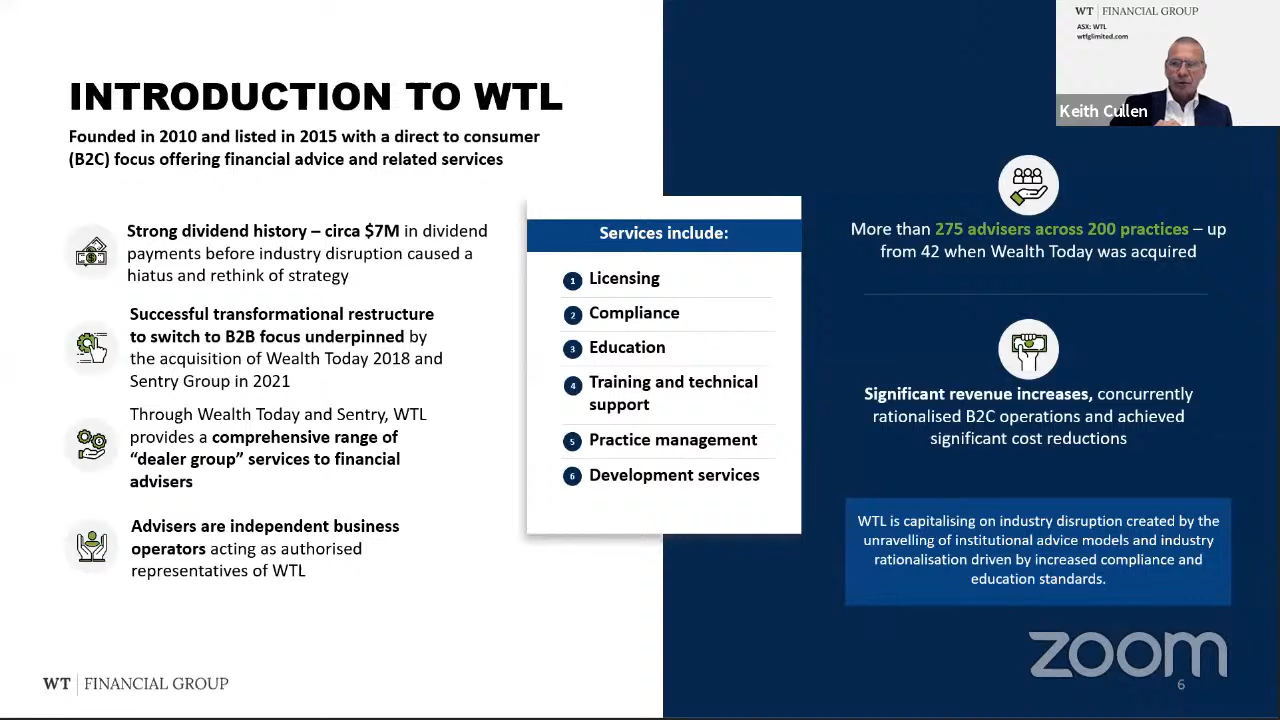 INTRODUCTION TO WTL
Founded in 2010 and listed in 2015 with a direct to consumer
(B2C) focus offering financial advice and related services
Strong dividend history – circa $7M in dividend
payments before industry disruption caused a
hiatus and rethink of strategy
Successful transformational restructure
to switch to B2B focus underpinned by
the acquisition of Wealth Today 2018 and
Sentry Group in 2021
Through Wealth Today and Sentry, WTL
provides a comprehensive range of
“dealer group” services to financial
advisers
Advisers are independent business
operators acting as authorised
representatives of WTL
WT | FINANCIAL GROUP
Services include:
1 Licensing
2 Compliance
3 Education
4 Training and technical
support
5 Practice management
6 Development services
WT | FINANCIAL GROUP
ASX: WTL
wtfglimited.com
Keith Cullen
More than 275 advisers across 200 practices – up
from 42 when Wealth Today was acquired
Significant revenue increases, concurrently
rationalised B2C operations and achieved
significant cost reductions
WTL is capitalising on industry disruption created by the
unravelling of institutional advice models and industry
rationalisation driven by increased compliance and
education standards.
zoom
6